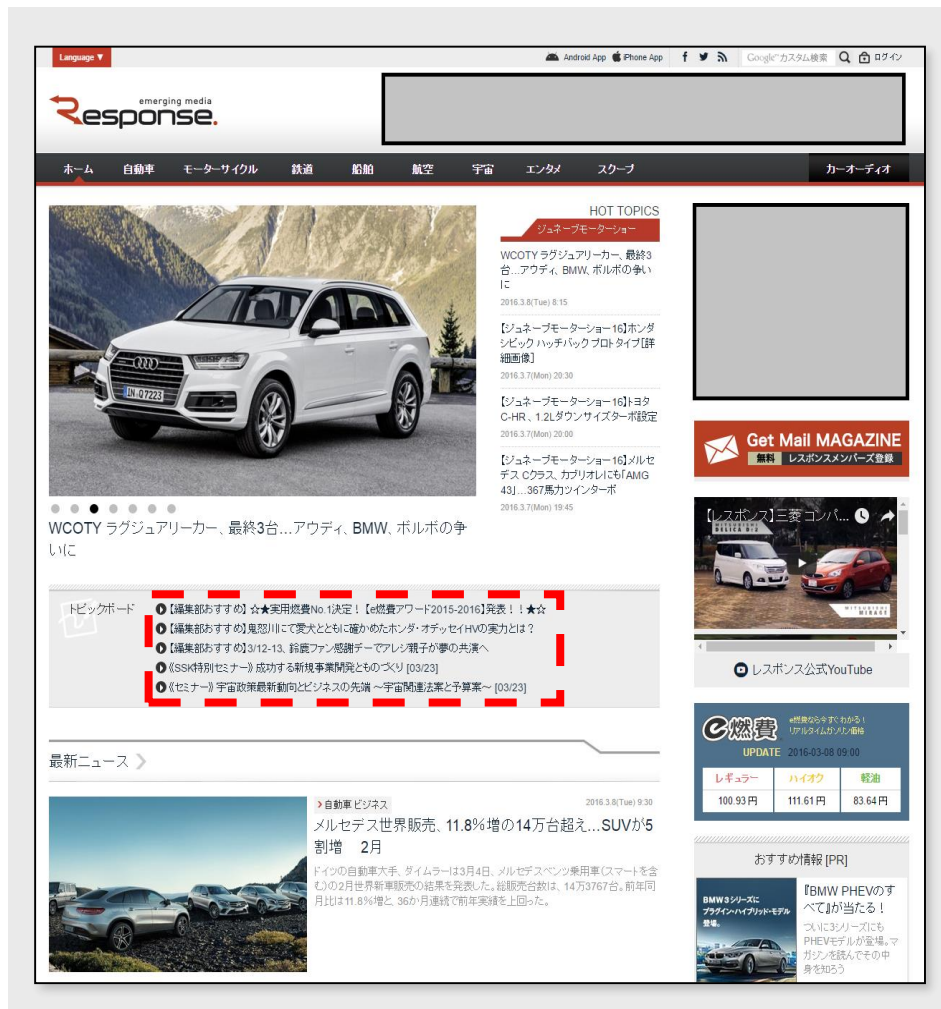 Language ▼
Android App iPhone App
Google™カスタム検索
ログイン
emerging media
Response.
ホーム 自動車 モーターサイクル 鉄道 船舶 航空 宇宙 エンタメ スクープ カーオーディオ
HOT TOPICS
ジュネーブモーターショー
WCOTY ラグジュアリーカー、最終3
台…アウディ、BMW、ボルボの争い
に
2016.3.8(Tue) 8:15
【ジュネーブモーターショー16】ホンダ
シビック ハッチバック プロトタイプ[詳
細画像]
2016.3.7(Mon) 20:30
【ジュネーブモーターショー16】トヨタ
C-HR 、1.2Lダウンサイズターボ設定
2016.3.7(Mon) 20:00
【ジュネーブモーターショー16】メルセ
デス Cクラス、カブリオレにも「AMG
43」…367馬力ツインターボ
2016.3.7(Mon) 19:45
IN·Q7223
WCOTY ラグジュアリーカー、最終3台…アウディ、BMW、ボルボの争
いに
トピックボード
【編集部おすすめ】 ☆★実用燃費No.1決定！【e燃費アワード2015-2016】発表！！★☆
【編集部おすすめ】鬼怒川にて愛犬とともに確かめたホンダ・オデッセイHVの実力とは？
【編集部おすすめ】3/12-13、鈴鹿ファン感謝デーでアレジ親子が夢の共演へ
《SSK特別セミナー》成功する新規事業開発とものづくり [03/23]
《セミナー》宇宙政策最新動向とビジネスの先端 ～宇宙関連法案と予算案～ [03/23]
最新ニュース
自動車 ビジネス
2016.3.8(Tue) 9:30
メルセデス世界販売、11.8％増の14万台超え…SUVが5
割増　2月
ドイツの自動車大手、ダイムラーは3月4日、メルセデスベンツ乗用車（スマートを含
む）の2月世界新車販売の結果を発表した。総販売台数は、14万3767台。前年同
月比は11.8％増と、36か月連続で前年実績を上回った。
Get Mail MAGAZINE
無料 レスポンスメンバーズ登録
【レスポンス】三菱 コンパ...
MITSUBISHI
DELICA D:2
MITSUBISHI
MIRAGE
レスポンス公式YouTube
e燃費
e燃費なら今すぐわかる！
リアルタイムガソリン価格
UPDATE 2016-03-08 09:00
レギュラー ハイオク 軽油
100.93 円 111.61 円 83.64 円
おすすめ情報 [PR]
BMW 3 シリーズに
プラグイン・ハイブリッド・モデル
登場。
『BMW PHEVのす
べて』が当たる！
ついに3シリーズにも
PHEVモデルが登場。マ
ガジンを読んでその中
身を知ろう